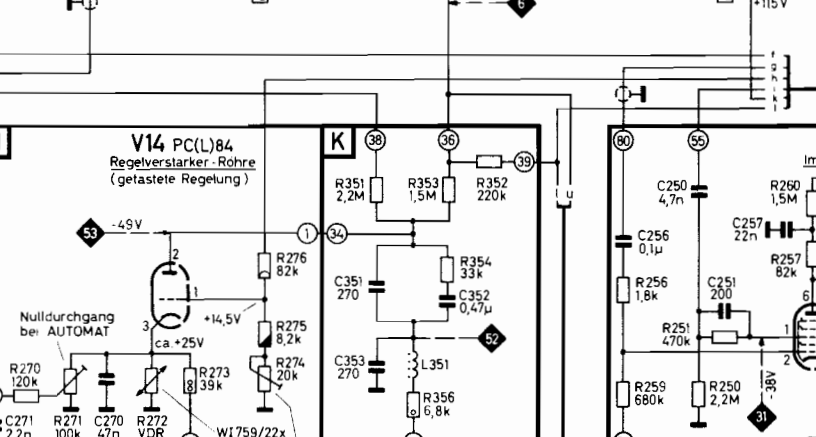 6
+115V
f
g
h
i
k
l
V14 PC(L)84
Regelverstärker-Röhre
(getastete Regelung)
K
38
36
39
80
55
R351
2,2M
R353
1,5M
R352
220k
l u
C250
4,7n
R260
1,5M
C257
22n
53
-49V
1
34
2
C256
0,1µ
R257
82k
R276
82k
R354
33k
C351
270
C352
0,47µ
R256
1,8k
C251
200
6
1
+14,5V
Nulldurchgang
bei AUTOMAT
3
R275
8,2k
52
R251
470k
1
2
ca.+25V
R270
120k
R273
39k
R274
20k
C353
270
L351
-38V
R259
680k
R250
2,2M
R356
6,8k
31
C271
2,2n
R271
100k
C270
47n
R272
VDR
WI759/22x